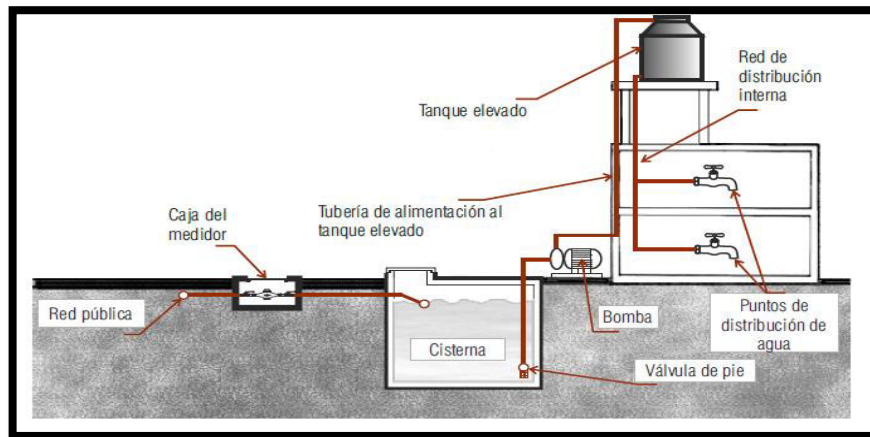 Red de
distribución
interna
Tanque elevado
Caja del
medidor
Tubería de alimentación al
tanque elevado
Red pública
Cisterna
Bomba
Puntos de
distribución de
agua
Válvula de pie